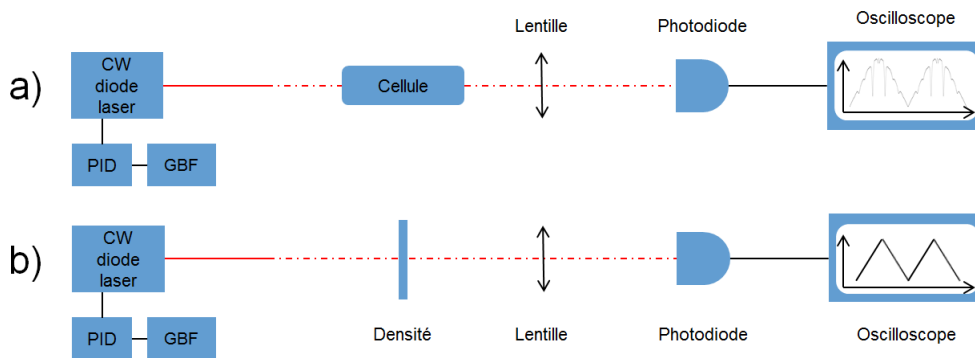 Oscilloscope
Lentille
Photodiode
a)
CW
diode
laser
Cellule
PID
GBF
b)
CW
diode
laser
PID
GBF
Densité
Lentille
Photodiode
Oscilloscope